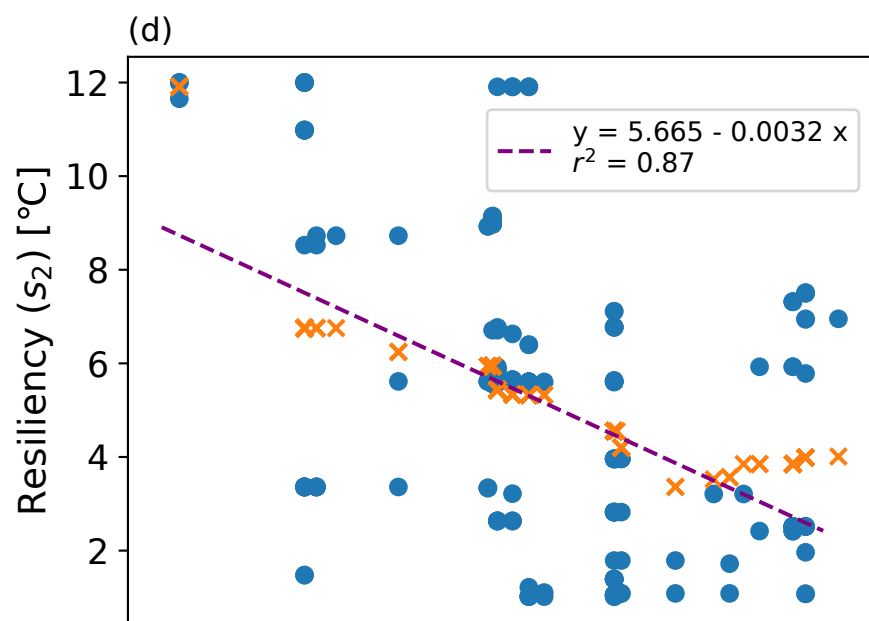 (d)
Resiliency (s₂) [°C]
12
10
8
6
4
2
y = 5.665 - 0.0032 x
r² = 0.87